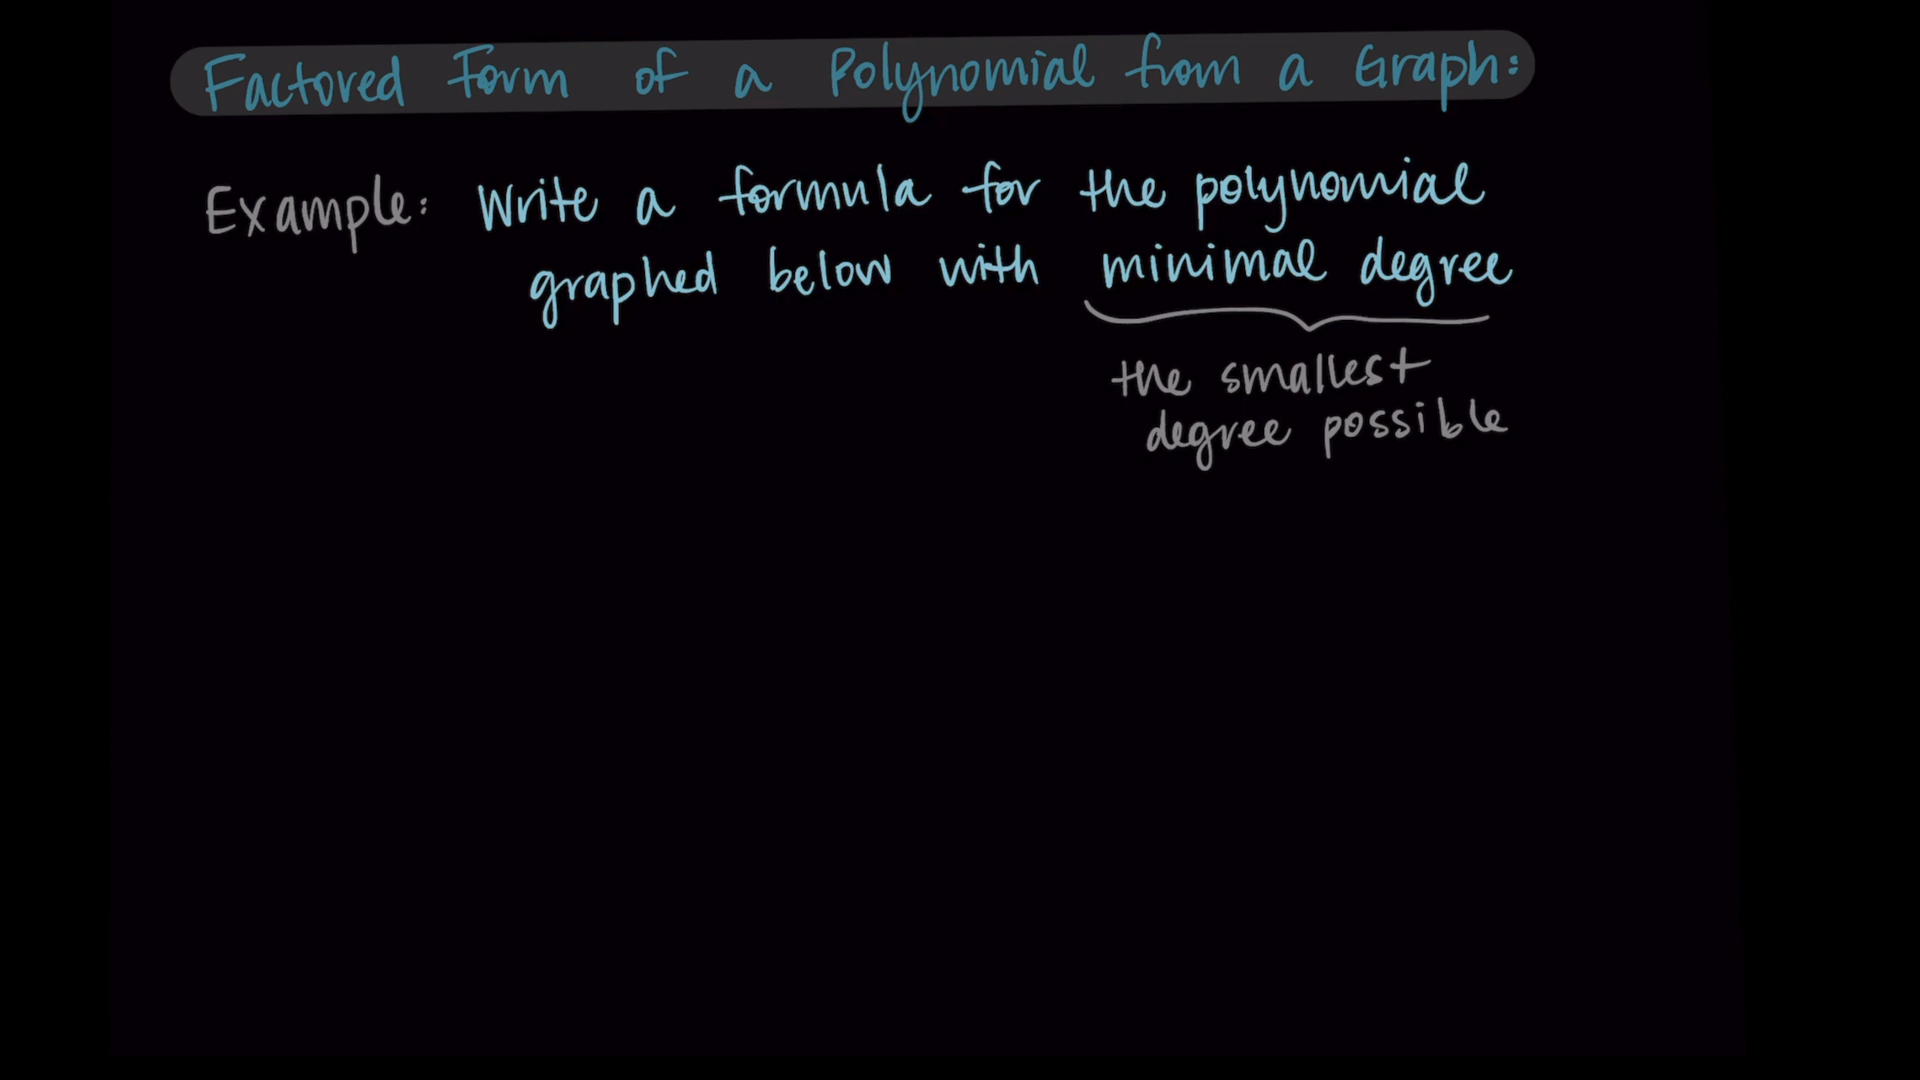 Factored Form of a Polynomial from a Graph:
Example: Write a formula for the polynomial
graphed below with minimal degree
the smallest
degree possible